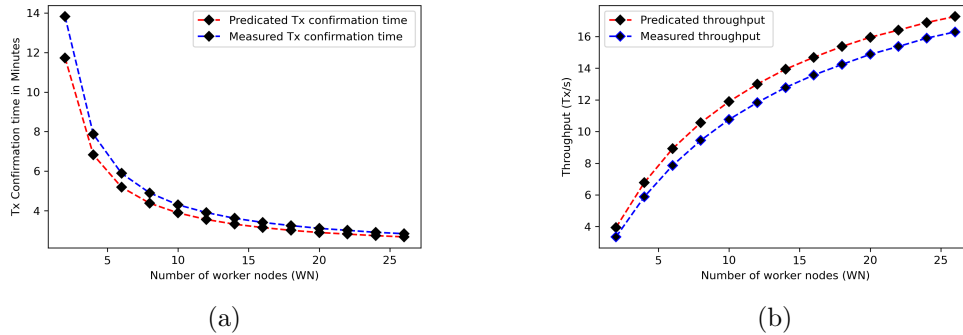 14
12
10
8
6
4
5
10
15
20
25
Tx Confirmation time in Minutes
Number of worker nodes (WN)
Predicated Tx confirmation time
Measured Tx confirmation time
(a)
16
14
12
10
8
6
4
5
10
15
20
25
Throughput (Tx/s)
Number of worker nodes (WN)
Predicated throughput
Measured throughput
(b)